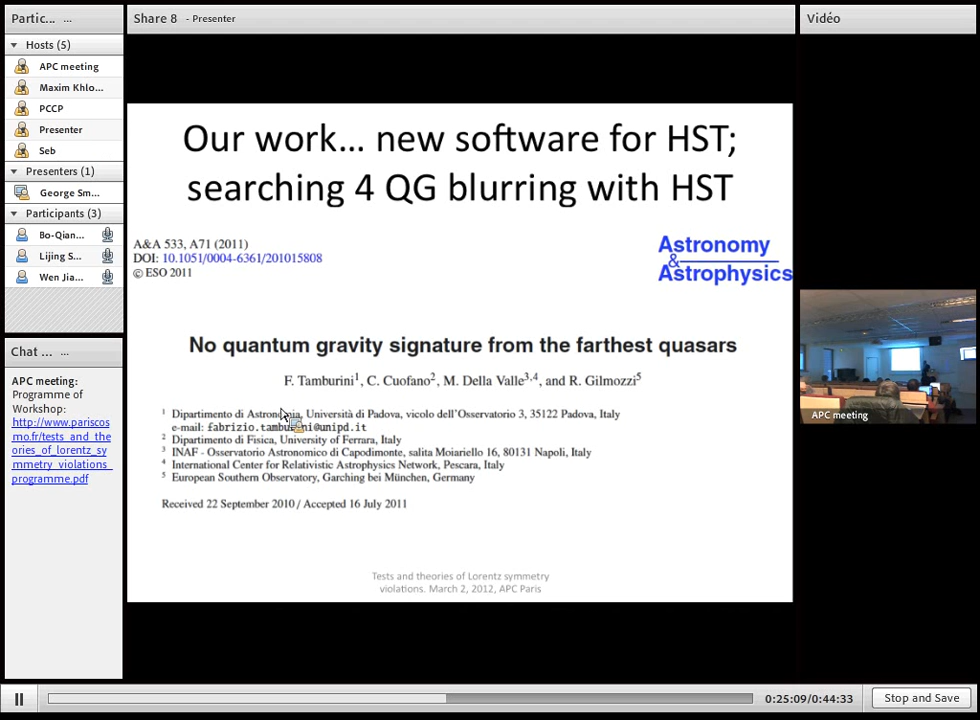 Partic... ...
Hosts (5)
APC meeting
Maxim Khlo...
PCCP
Presenter
Seb
Presenters (1)
George Sm...
Participants (3)
Bo-Qian...
Lijing S...
Wen Jia...
Chat ... ...
APC meeting:
Programme of
Workshop:
http://www.pariscos
mo.fr/tests_and_the
ories_of_lorentz_sy
mmetry_violations_
programme.pdf
Share 8 - Presenter
Our work... new software for HST;
searching 4 QG blurring with HST
A&A 533, A71 (2011)
DOI: 10.1051/0004-6361/201015808
© ESO 2011
Astronomy
&
Astrophysics
No quantum gravity signature from the farthest quasars
F. Tamburini1, C. Cuofano2, M. Della Valle3,4, and R. Gilmozzi5
1 Dipartimento di Astronomia, Università di Padova, vicolo dell'Osservatorio 3, 35122 Padova, Italy
e-mail: fabrizio.tamburini@unipd.it
2 Dipartimento di Fisica, University of Ferrara, Italy
3 INAF - Osservatorio Astronomico di Capodimonte, salita Moiariello 16, 80131 Napoli, Italy
4 International Center for Relativistic Astrophysics Network, Pescara, Italy
5 European Southern Observatory, Garching bei München, Germany
Received 22 September 2010 / Accepted 16 July 2011
Tests and theories of Lorentz symmetry
violations. March 2, 2012, APC Paris
Vidéo
APC meeting
0:25:09/0:44:33
Stop and Save